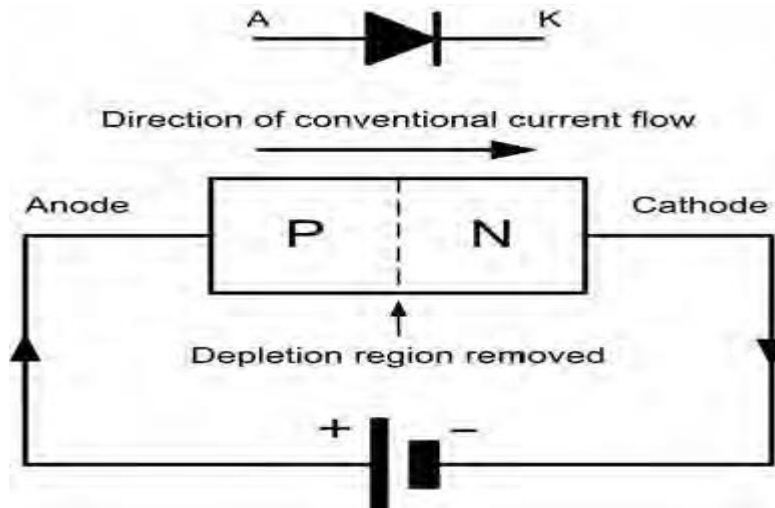 A K
Direction of conventional current flow
Anode Cathode
P N
Depletion region removed
+ −